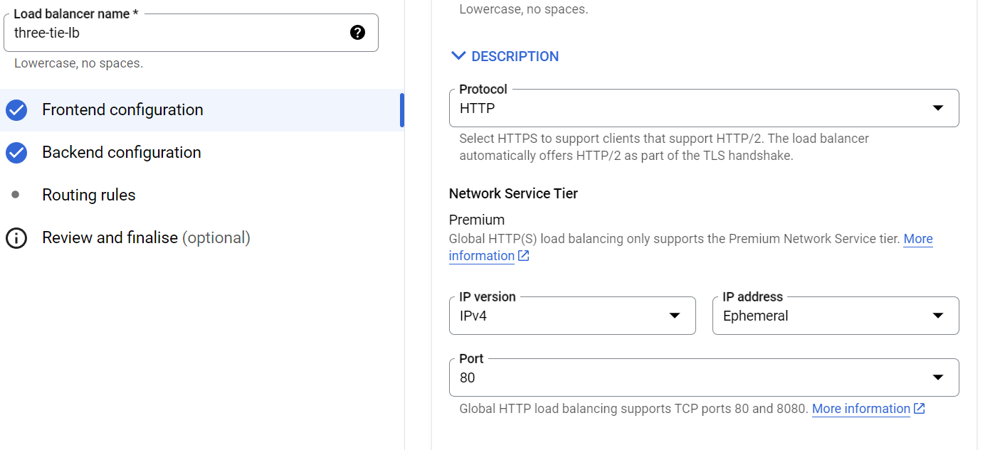 Load balancer name *
three-tie-lb
Lowercase, no spaces.
Frontend configuration
Backend configuration
Routing rules
Review and finalise (optional)
Lowercase, no spaces.
DESCRIPTION
Protocol
HTTP
Select HTTPS to support clients that support HTTP/2. The load balancer
automatically offers HTTP/2 as part of the TLS handshake.
Network Service Tier
Premium
Global HTTP(S) load balancing only supports the Premium Network Service tier. More
information
IP version
IPv4
IP address
Ephemeral
Port
80
Global HTTP load balancing supports TCP ports 80 and 8080. More information